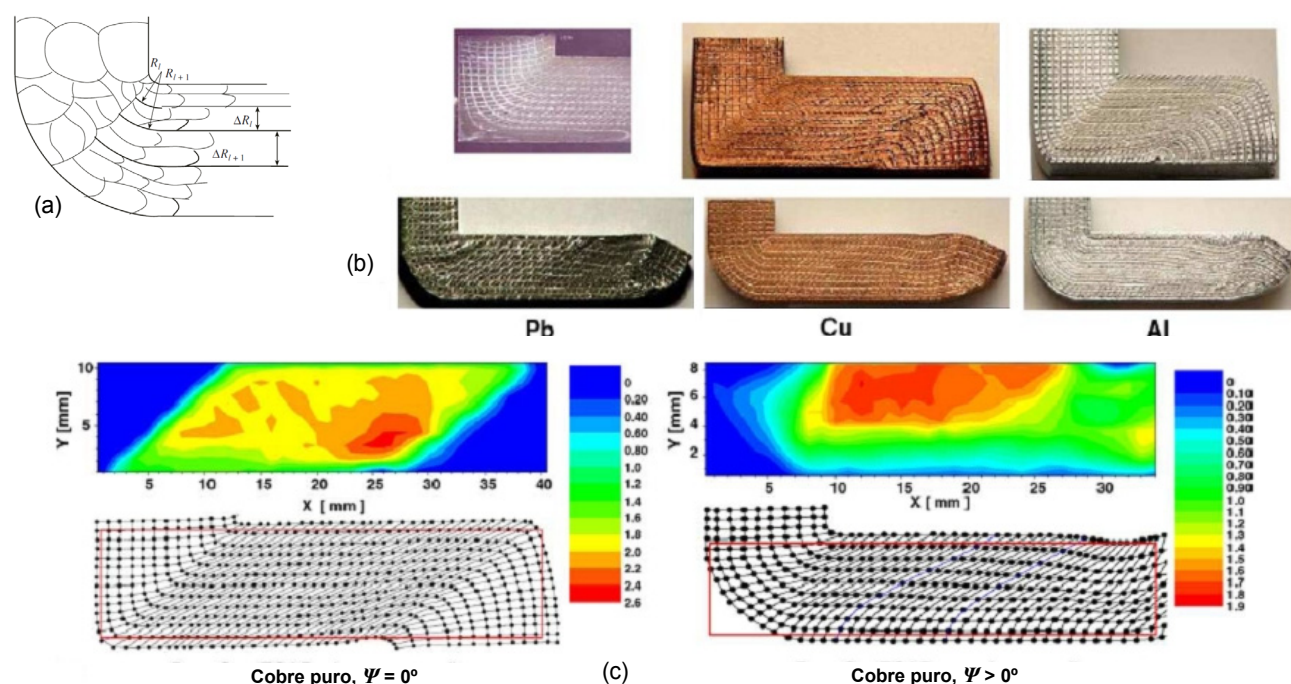 R_l
R_{l+1}
ΔR_l
ΔR_{l+1}
(a)
(b)
Pb
Cu
Al
10
5
Y [mm]
5 10 15 20 25 30 35 40
X [ mm ]
0
0.20
0.40
0.60
0.80
1.0
1.2
1.4
1.6
1.8
2.0
2.2
2.4
2.6
8
6
4
2
Y [mm]
5 10 15 20 25 30
X [ mm ]
0
0.10
0.20
0.30
0.40
0.50
0.60
0.70
0.80
0.90
1.0
1.1
1.2
1.3
1.4
1.5
1.6
1.7
1.8
1.9
Cobre puro, Ψ = 0º
(c)
Cobre puro, Ψ > 0º